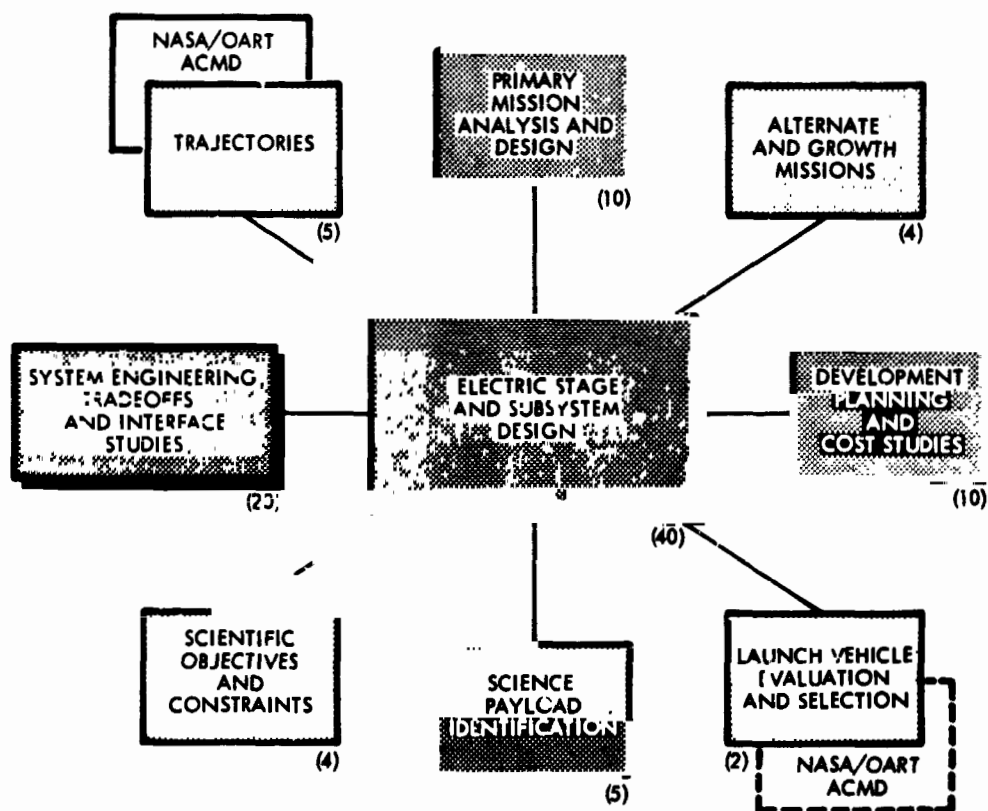 NASA/OART
ACMD
TRAJECTORIES
(5)
PRIMARY
MISSION
ANALYSIS AND
DESIGN
(10)
ALTERNATE
AND GROWTH
MISSIONS
(4)
SYSTEM ENGINEERING,
TRADEOFFS
AND INTERFACE
STUDIES
ELECTRIC STAGE
AND SUBSYSTEM
DESIGN
(40)
DEVELOPMENT
PLANNING
AND
COST STUDIES
(10)
SCIENTIFIC
OBJECTIVES
AND
CONSTRAINTS
(4)
SCIENCE
PAYLOAD
IDENTIFICATION
(5)
LAUNCH VEHICLE
EVALUATION
AND SELECTION
(2)
NASA/OART
ACMD